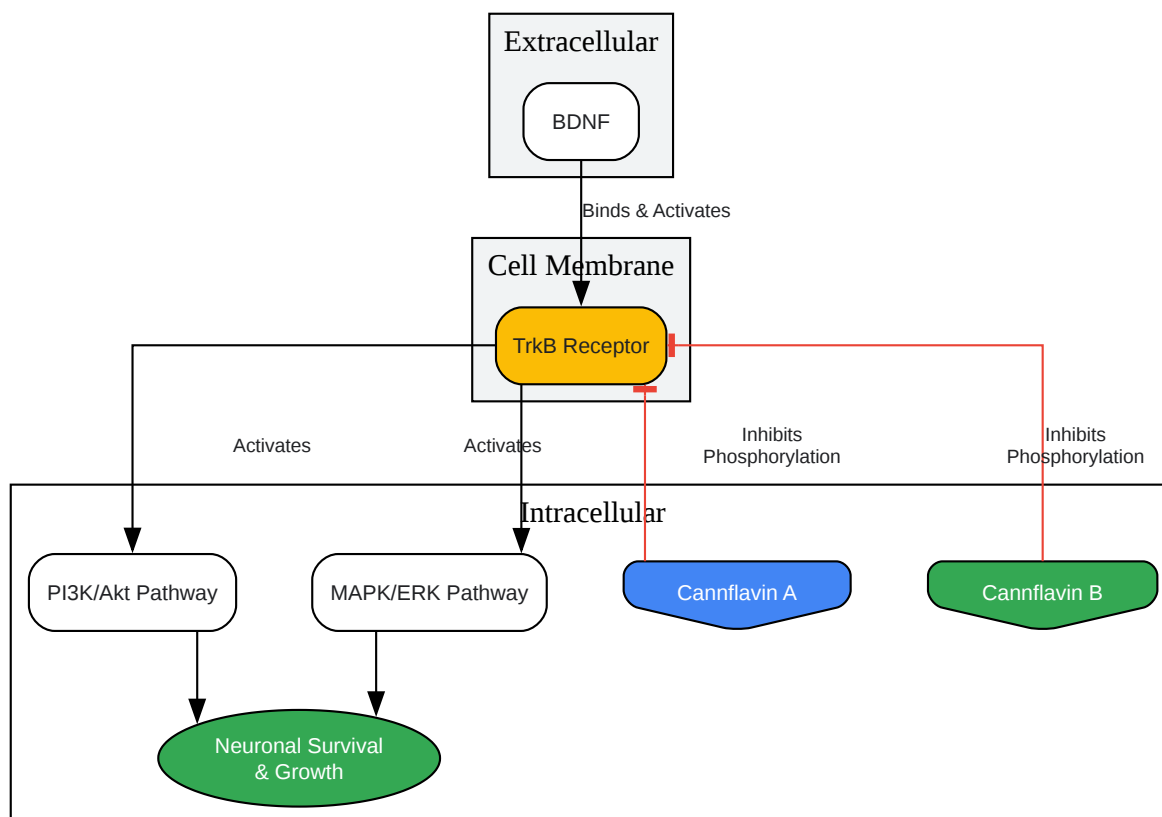 Extracellular
BDNF
Binds & Activates
Cell Membrane
TrkB Receptor
Activates
Activates
Inhibits
Phosphorylation
Inhibits
Phosphorylation
Intracellular
PI3K/Akt Pathway
MAPK/ERK Pathway
Cannflavin A
Cannflavin B
Neuronal Survival
& Growth